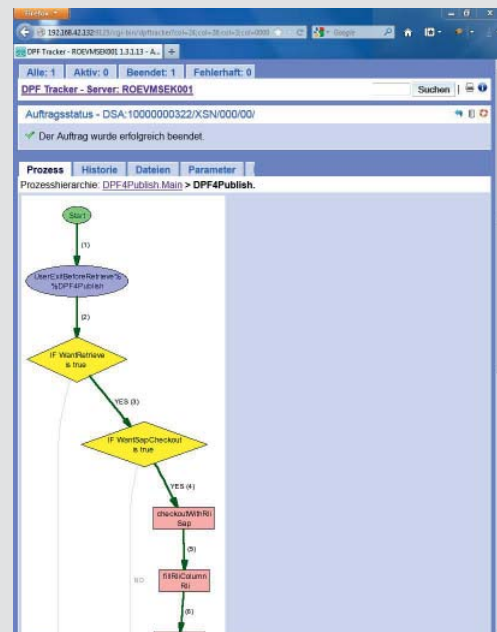 Firefox
192.168.42.132
Google
DPF Tracker - ROEVMSEK001 1.3.1.13 - A...
Alle: 1 Aktiv: 0 Beendet: 1 Fehlerhaft: 0
DPF Tracker - Server: ROEVMSEK001 Suchen
Auftragsstatus - DSA:10000000322/XSN/000/00/
Der Auftrag wurde erfolgreich beendet.
Prozess Historie Dateien Parameter
Prozesshierarchie: DPF4Publish.Main > DPF4Publish.
Start
(1)
UserExitBeforeRetrieve%
%DPF4Publish
(2)
IF WantRetrieve
is true
YES (3)
IF WantSapCheckout
is true
YES (4)
checkoutWithRli
Sap
(5)
NO
fillRliColumn
Rli
(6)